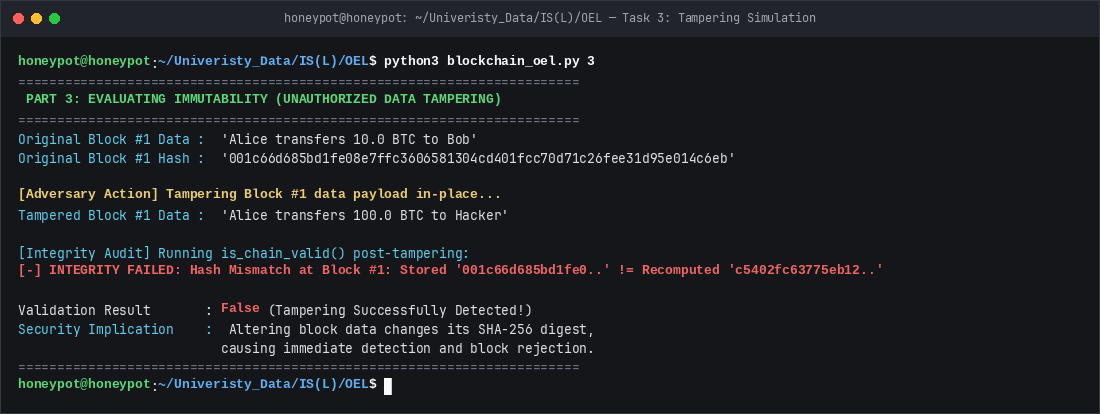 honeypot@honeypot: ~/Univeristy_Data/IS(L)/OEL — Task 3: Tampering Simulation
honeypot@honeypot:~/Univeristy_Data/IS(L)/OEL$ python3 blockchain_oel.py 3
========================================================================
PART 3: EVALUATING IMMUTABILITY (UNAUTHORIZED DATA TAMPERING)
========================================================================
Original Block #1 Data :  'Alice transfers 10.0 BTC to Bob'
Original Block #1 Hash :  '001c66d685bd1fe08e7ffc3606581304cd401fcc70d71c26fee31d95e014c6eb'
[Adversary Action] Tampering Block #1 data payload in-place...
Tampered Block #1 Data :  'Alice transfers 100.0 BTC to Hacker'
[Integrity Audit] Running is_chain_valid() post-tampering:
[-] INTEGRITY FAILED: Hash Mismatch at Block #1: Stored '001c66d685bd1fe0..' != Recomputed 'c5402fc63775eb12..'
Validation Result       : False (Tampering Successfully Detected!)
Security Implication    :  Altering block data changes its SHA-256 digest,
causing immediate detection and block rejection.
========================================================================
honeypot@honeypot:~/Univeristy_Data/IS(L)/OEL$